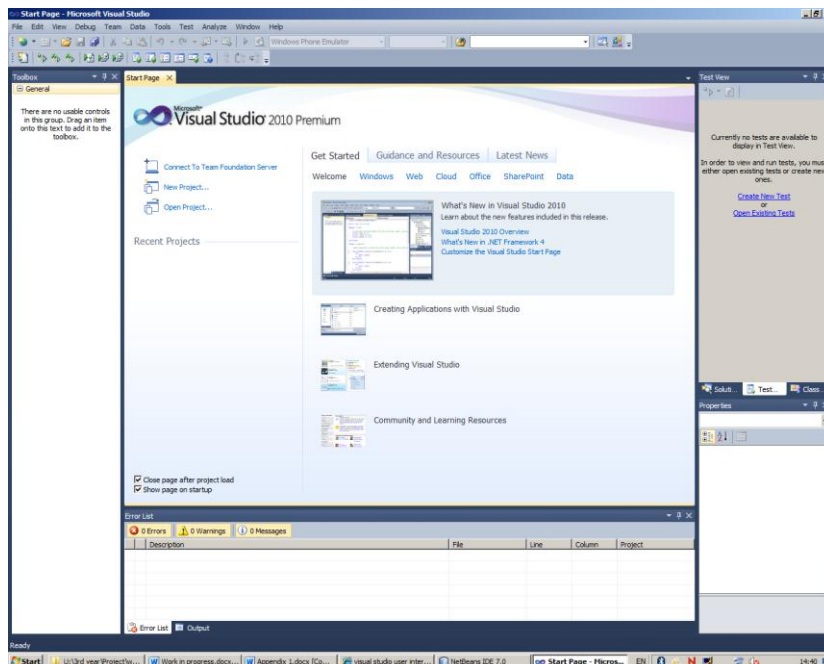 Start Page - Microsoft Visual Studio
File Edit View Debug Team Data Tools Test Analyze Window Help
Windows Phone Emulator
Toolbox
General
There are no usable controls
in this group. Drag an item
onto this text to add it to the
toolbox.
Start Page
Microsoft
Visual Studio 2010 Premium
Connect To Team Foundation Server
New Project...
Open Project...
Recent Projects
Close page after project load
Show page on startup
Get Started Guidance and Resources Latest News
Welcome Windows Web Cloud Office SharePoint Data
What's New in Visual Studio 2010
Learn about the new features included in this release.
Visual Studio 2010 Overview
What's New in .NET Framework 4
Customize the Visual Studio Start Page
Creating Applications with Visual Studio
Extending Visual Studio
Community and Learning Resources
Test View
Currently no tests are available to
display in Test View.
In order to view and run tests, you mus
either open existing tests or create new
ones.
Create New Test
or
Open Existing Tests
Soluti... Test... Class
Properties
Error List
0 Errors 0 Warnings 0 Messages
Description File Line Column Project
Error List Output
Ready
Start U:\3rd year\Project\w... Work in progress.docx... Appendix 1.docx [Co... visual studio user inter... NetBeans IDE 7.0 Start Page - Micros... EN 14:40